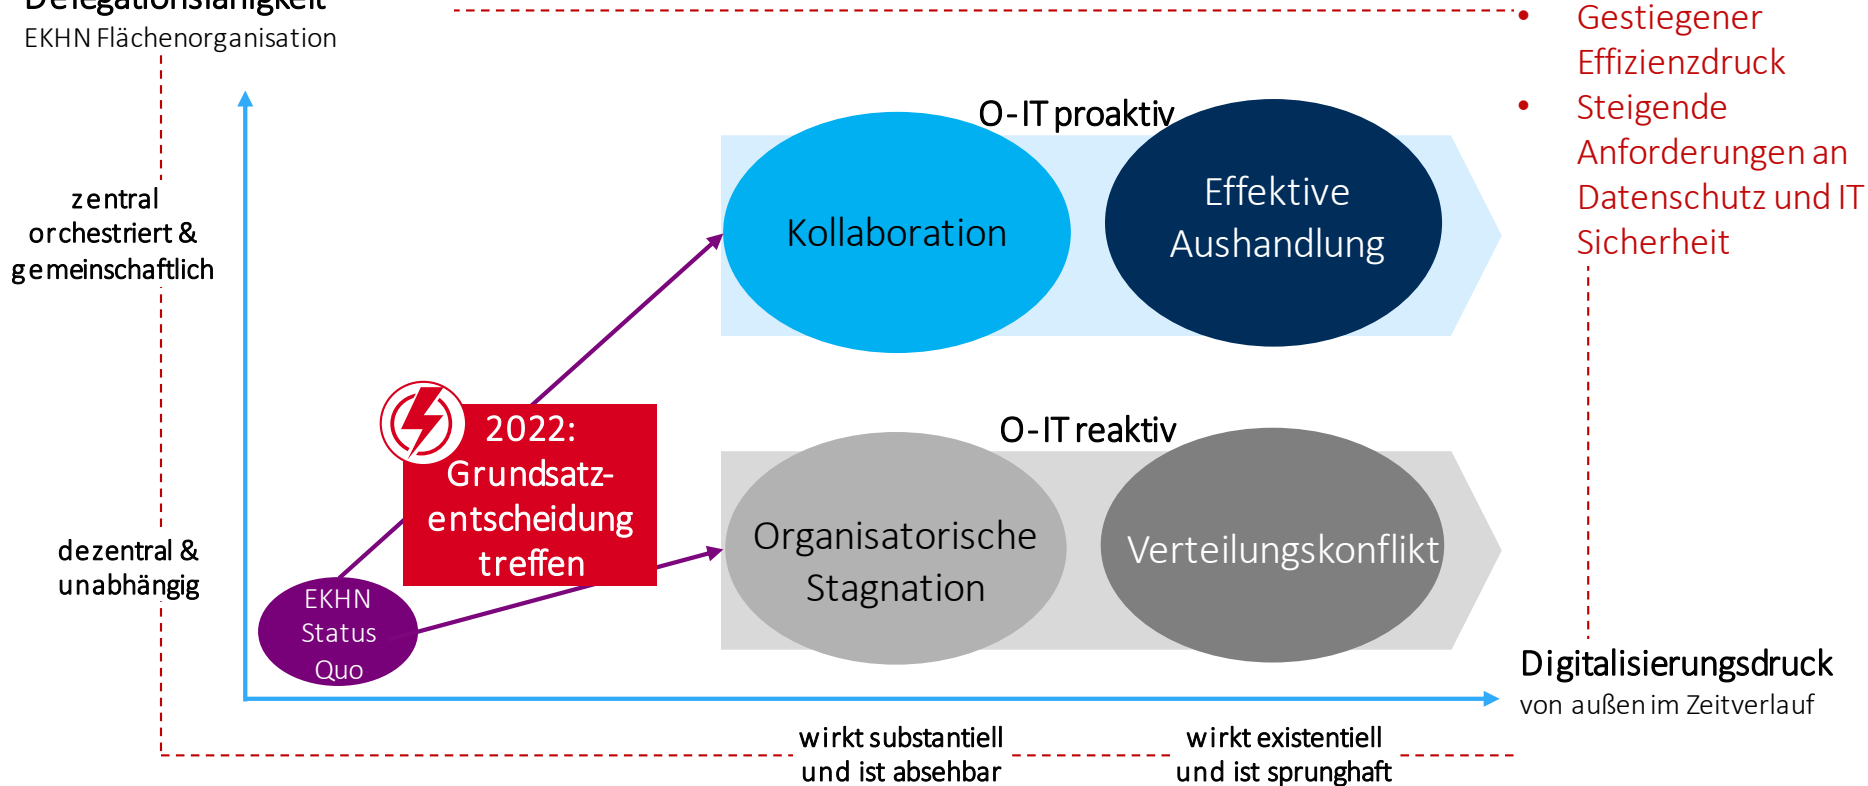 Delegationsfähigkeit
EKHN Flächenorganisation
• Gestiegener
Effizienzdruck
• Steigende
Anforderungen an
Datenschutz und IT
Sicherheit
zentral
orchestriert &
gemeinschaftlich
dezentral &
unabhängig
O-IT proaktiv
Kollaboration
Effektive
Aushandlung
2022:
Grundsatz-
entscheidung
treffen
O-IT reaktiv
Organisatorische
Stagnation
Verteilungskonflikt
EKHN
Status
Quo
Digitalisierungsdruck
von außen im Zeitverlauf
wirkt substantiell
und ist absehbar
wirkt existentiell
und ist sprunghaft